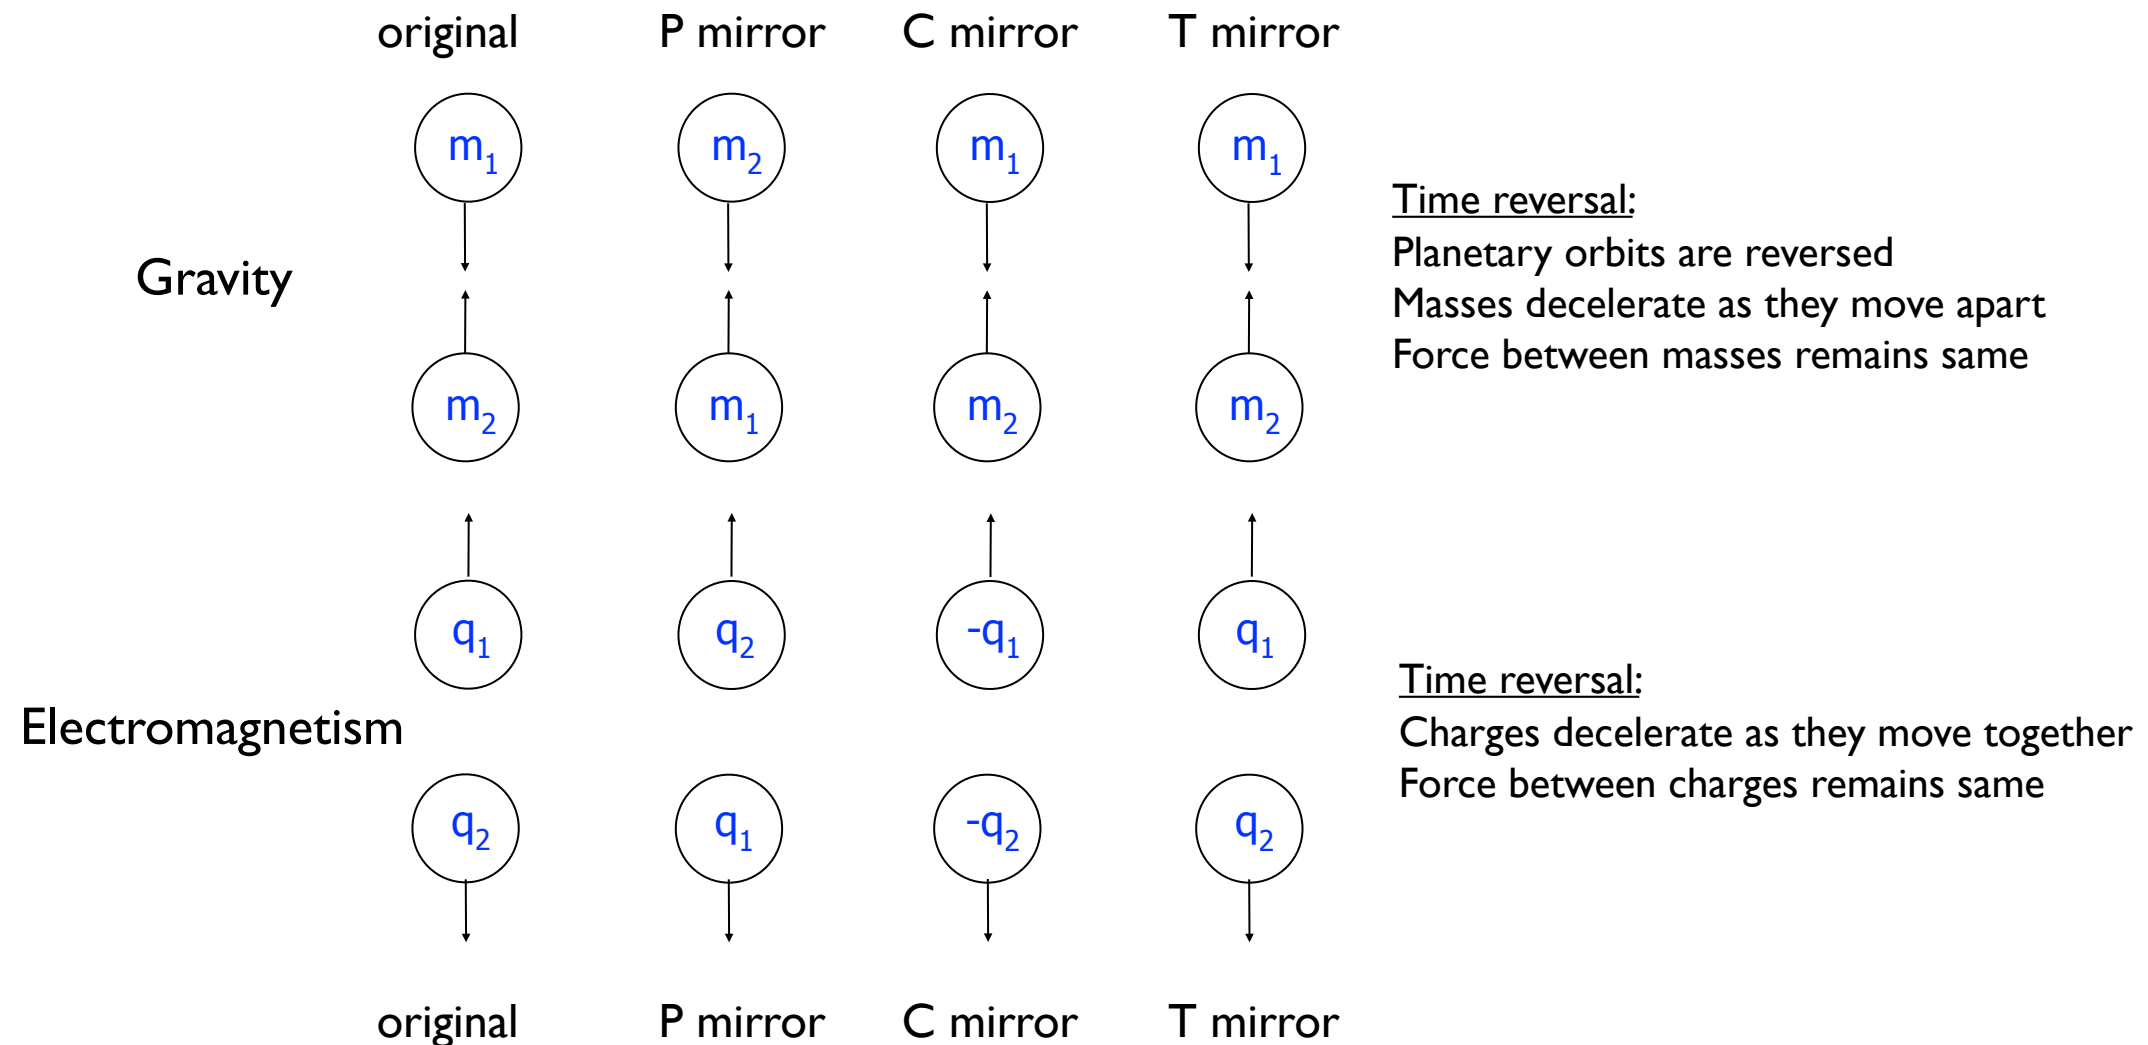 original P mirror C mirror T mirror
m1 m2 m1 m1
Time reversal:
Planetary orbits are reversed
Gravity
Masses decelerate as they move apart
Force between masses remains same
m2 m1 m2 m2
q1 q2 -q1 q1
Time reversal:
Electromagnetism
Charges decelerate as they move together
Force between charges remains same
q2 q1 -q2 q2
original P mirror C mirror T mirror